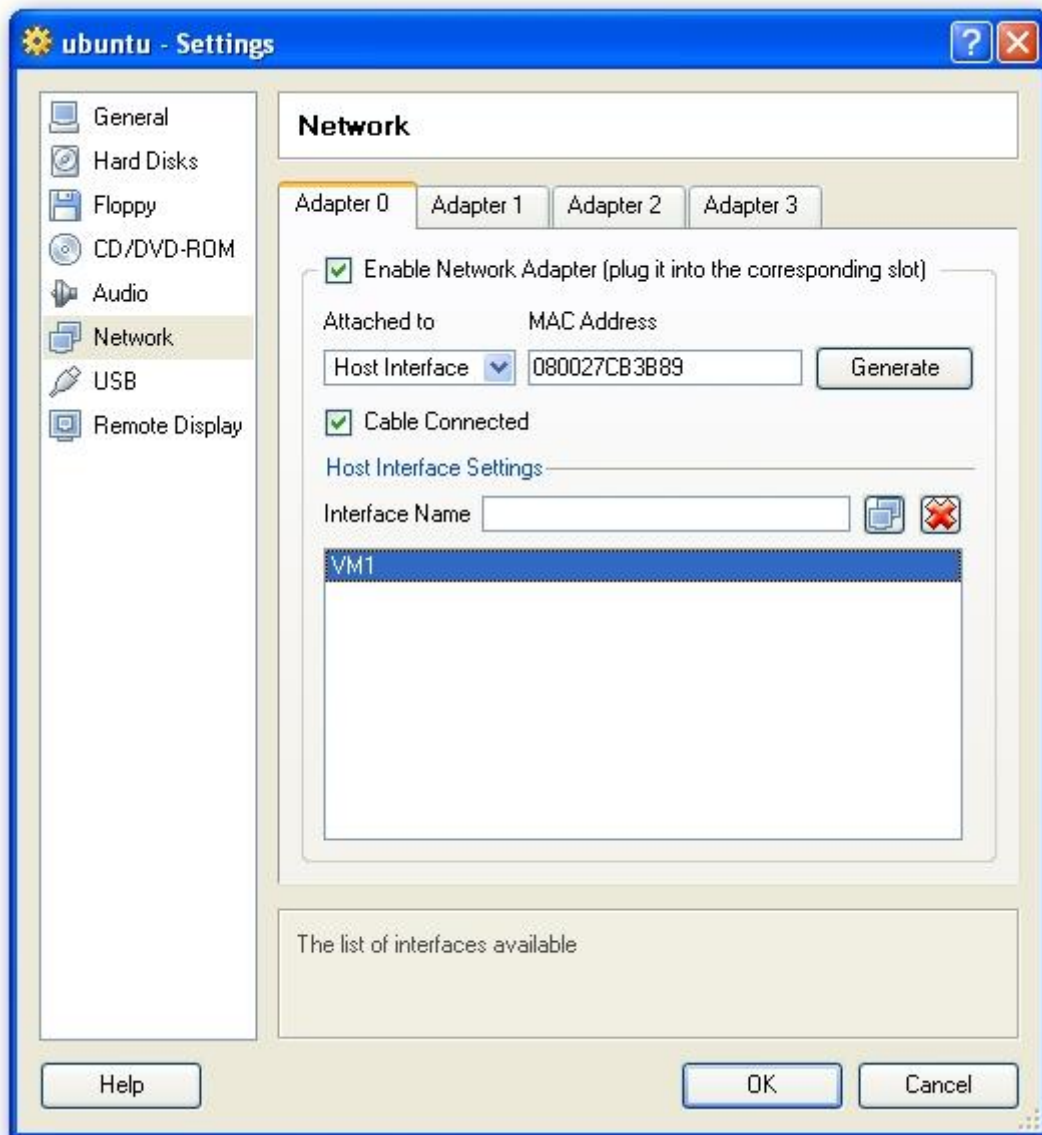 ubuntu - Settings
General
Hard Disks
Floppy
CD/DVD-ROM
Audio
Network
USB
Remote Display
Network
Adapter 0 Adapter 1 Adapter 2 Adapter 3
Enable Network Adapter (plug it into the corresponding slot)
Attached to MAC Address
Host Interface 080027CB3B89 Generate
Cable Connected
Host Interface Settings
Interface Name
VM1
The list of interfaces available
Help OK Cancel